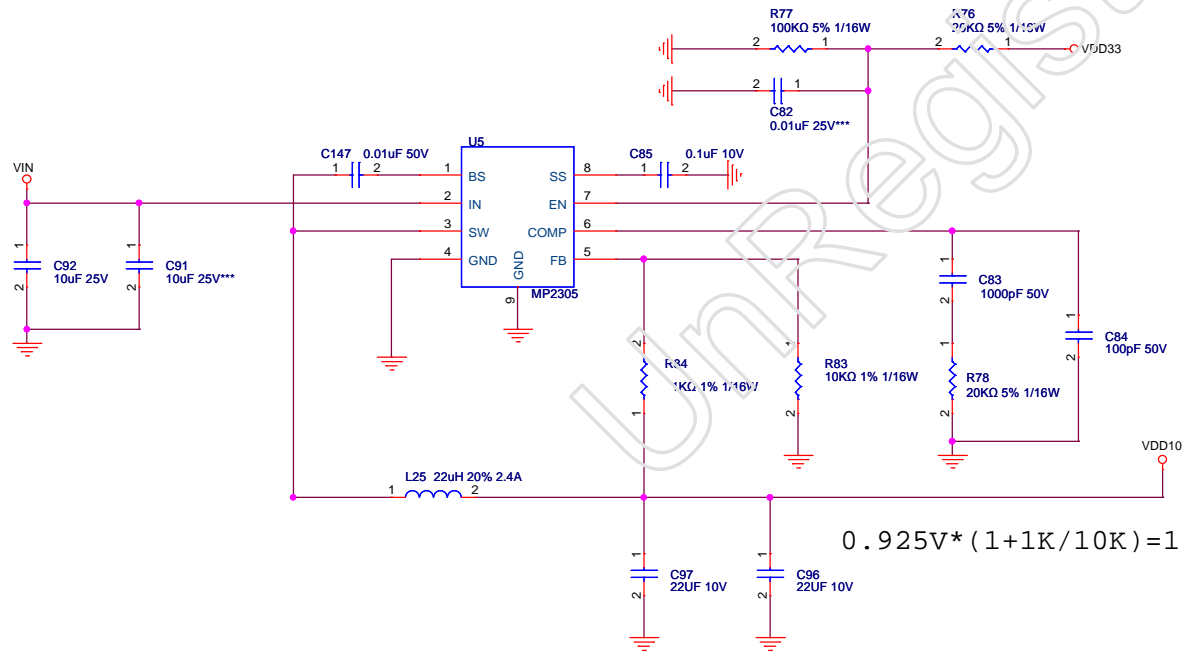 R77
100KΩ 5% 1/16W
R76
20KΩ 5% 1/16W
2 1
2 1
VDD33
2 1
C82
0.01uF 25V***
UnRegist
U5
C147 0.01uF 50V
1 2
C85 0.1uF 10V
1 2
VIN
1 BS
2 IN
3 SW
4 GND
SS 8
EN 7
COMP 6
FB 5
GND
9
MP2305
1
C92
10uF 25V
2
1
C91
10uF 25V***
2
1
C83
1000pF 50V
2
1
C84
100pF 50V
2
2
R84
1KΩ 1% 1/16W
1
1
R83
10KΩ 1% 1/16W
2
1
R78
20KΩ 5% 1/16W
2
VDD10
L25 22uH 20% 2.4A
1 2
0.925V*(1+1K/10K)=1
1
C97
22UF 10V
2
1
C96
22UF 10V
2